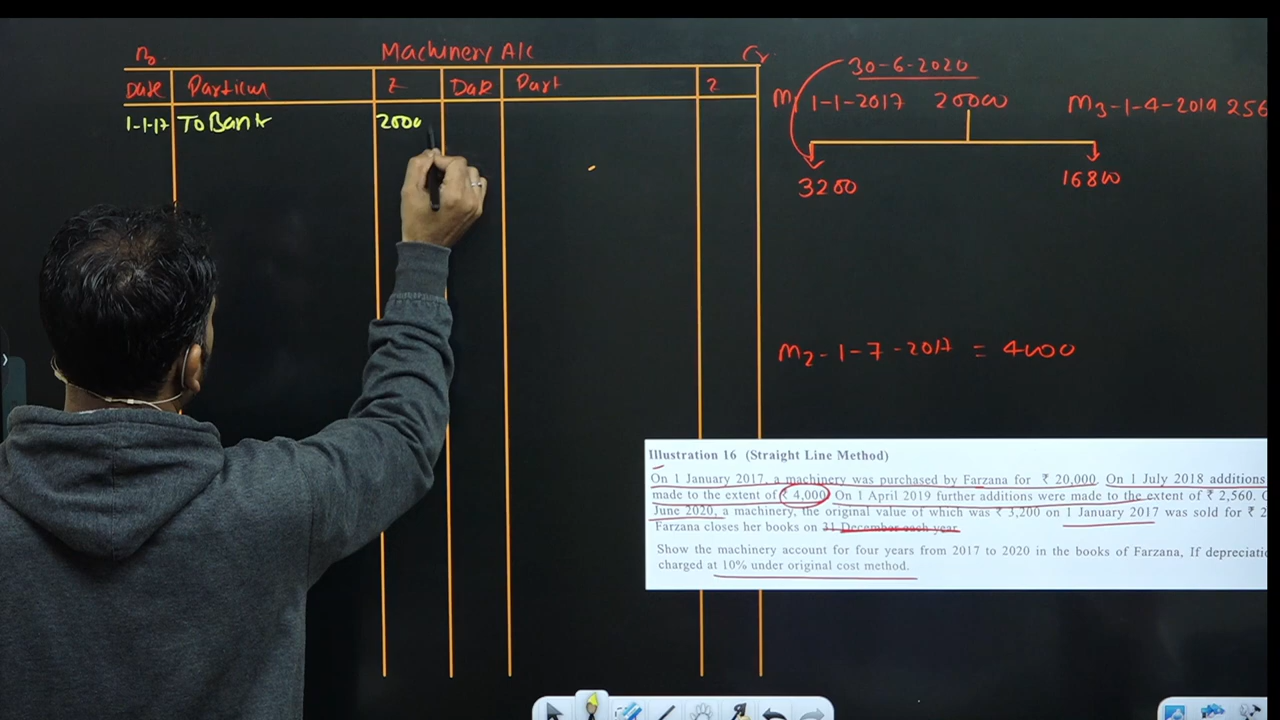 Machinery A/c
Date Particu ₹ Date Part ₹
1-1-17 To Bank 2000
30-6-2020
M1 1-1-2017 20000
M3-1-4-2019 256
3200 16800
M2-1-7-2017 = 4000
Illustration 16 (Straight Line Method)
On 1 January 2017, a machinery was purchased by Farzana for ₹ 20,000. On 1 July 2018 additions
made to the extent of ₹ 4,000. On 1 April 2019 further additions were made to the extent of ₹ 2,560.
June 2020, a machinery, the original value of which was ₹ 3,200 on 1 January 2017 was sold for ₹ 2
Farzana closes her books on 31 December each year.
Show the machinery account for four years from 2017 to 2020 in the books of Farzana, If depreciatio
charged at 10% under original cost method.